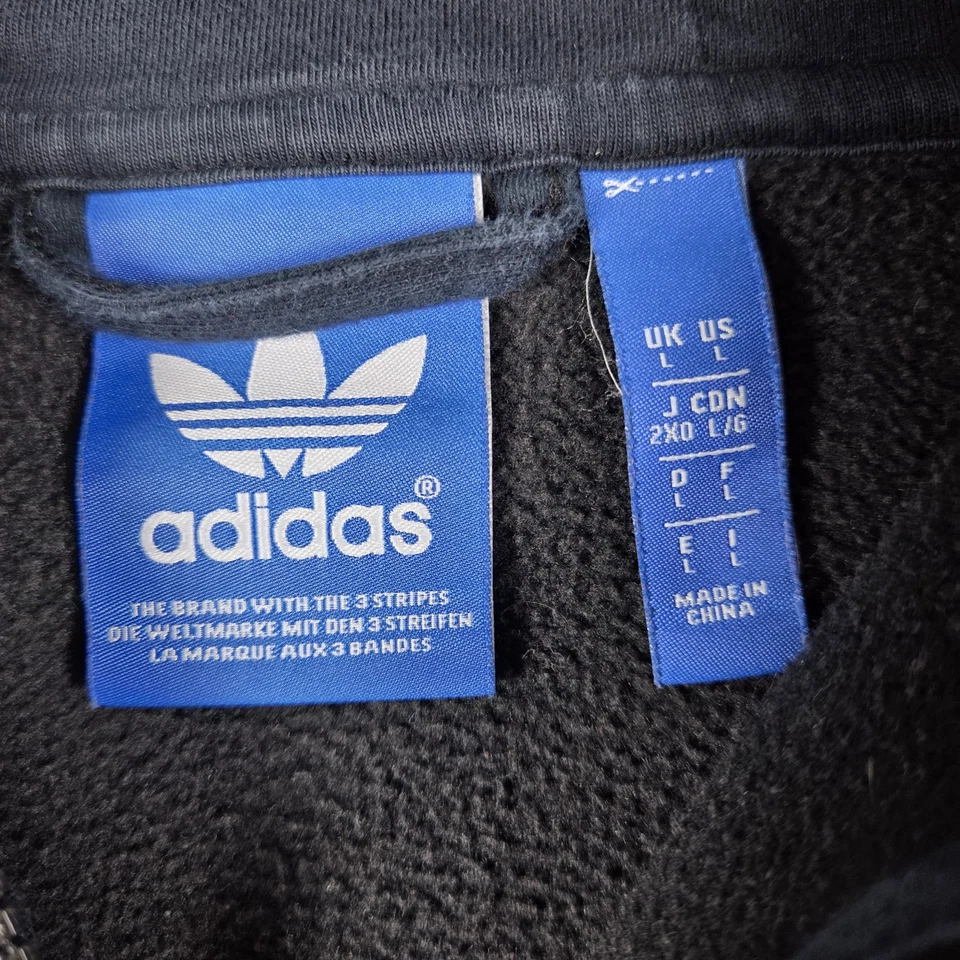 adidas®
THE BRAND WITH THE 3 STRIPES
DIE WELTMARKE MIT DEN 3 STREIFEN
LA MARQUE AUX 3 BANDES
UK US
L L
J CDN
2XO L/G
D F
L L
E I
L L
MADE IN
CHINA